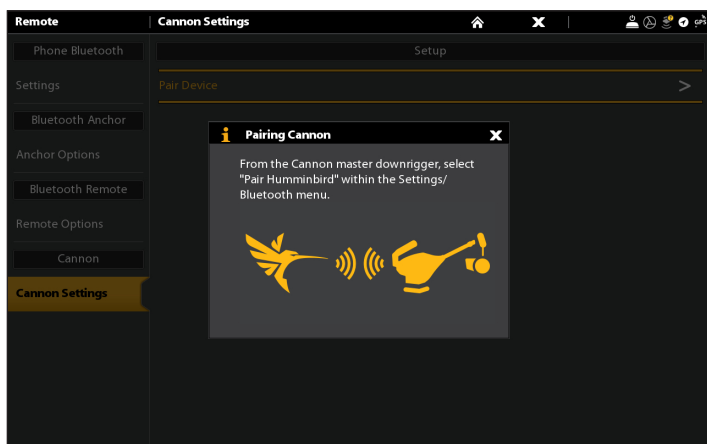 Remote
Cannon Settings
X
GPS
Phone Bluetooth
Settings
Bluetooth Anchor
Anchor Options
Bluetooth Remote
Remote Options
Cannon
Cannon Settings
Setup
Pair Device >
i Pairing Cannon X
From the Cannon master downrigger, select
"Pair Humminbird" within the Settings/
Bluetooth menu.